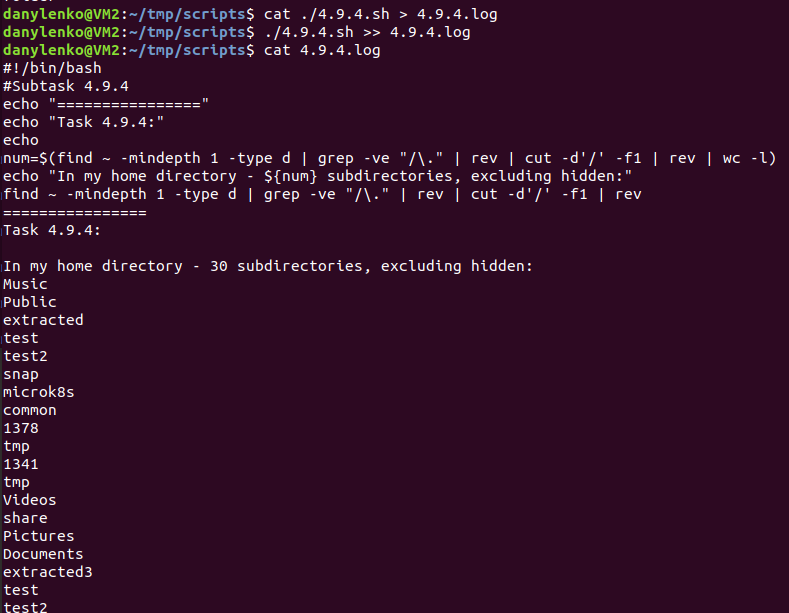 danylenko@VM2:~/tmp/scripts$ cat ./4.9.4.sh > 4.9.4.log
danylenko@VM2:~/tmp/scripts$ ./4.9.4.sh >> 4.9.4.log
danylenko@VM2:~/tmp/scripts$ cat 4.9.4.log
#!/bin/bash
#Subtask 4.9.4
echo "================"
echo "Task 4.9.4:"
echo
num=$(find ~ -mindepth 1 -type d | grep -ve "/\." | rev | cut -d'/' -f1 | rev | wc -l)
echo "In my home directory - ${num} subdirectories, excluding hidden:"
find ~ -mindepth 1 -type d | grep -ve "/\." | rev | cut -d'/' -f1 | rev
================
Task 4.9.4:

In my home directory - 30 subdirectories, excluding hidden:
Music
Public
extracted
test
test2
snap
microk8s
common
1378
tmp
1341
tmp
Videos
share
Pictures
Documents
extracted3
test
test2